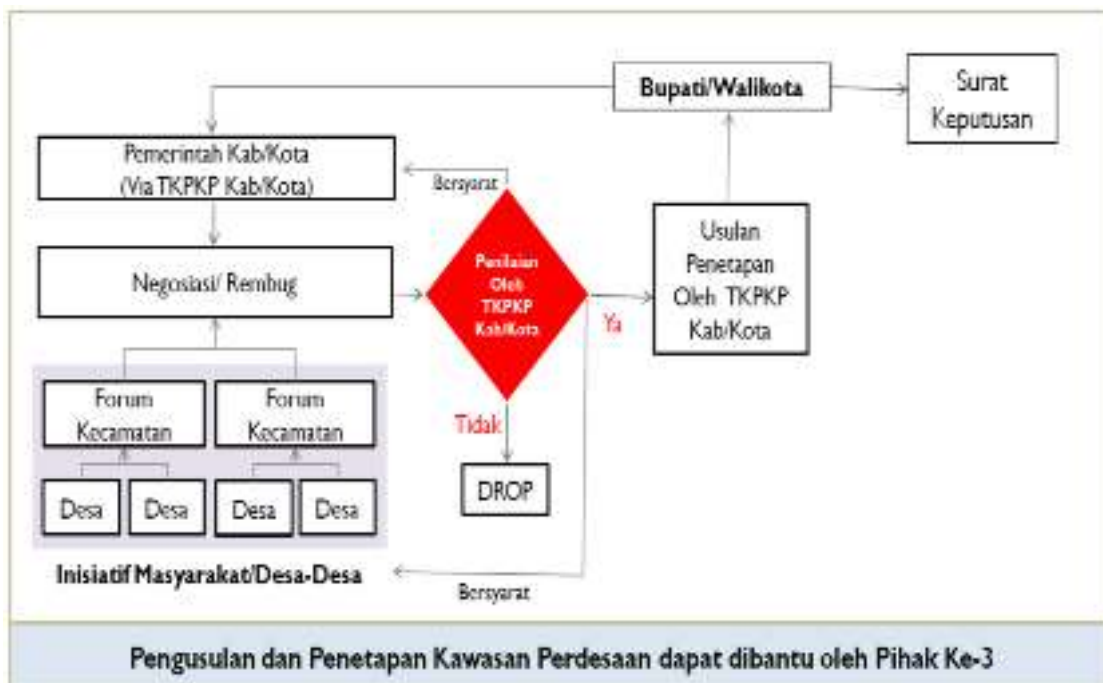 Bupati/Walikota
Surat
Keputusan
Pemerintah Kab/Kota
(Via TKPKP Kab/Kota)
Bersyarat
Negosiasi/ Rembug
Penilaian
Oleh
TKPKP
Kab/Kota
Ya
Usulan
Penetapan
Oleh TKPKP
Kab/Kota
Forum
Kecamatan
Forum
Kecamatan
Tidak
DROP
Desa
Desa
Desa
Desa
Inisiatif Masyarakat/Desa-Desa
Bersyarat
Pengusulan dan Penetapan Kawasan Perdesaan dapat dibantu oleh Pihak Ke-3